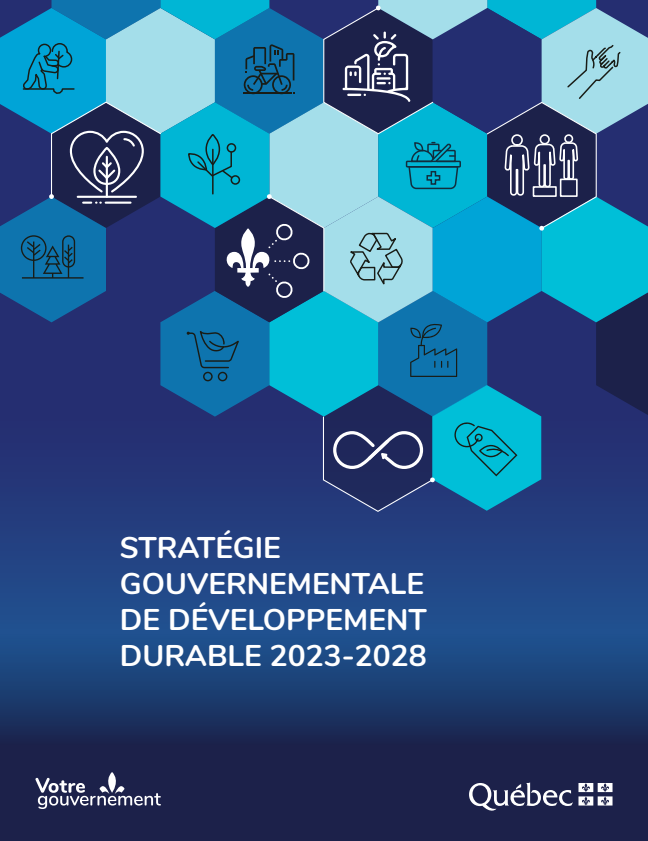 STRATÉGIE
GOUVERNEMENTALE
DE DÉVELOPPEMENT
DURABLE 2023-2028
Votre
gouvernement
Québec